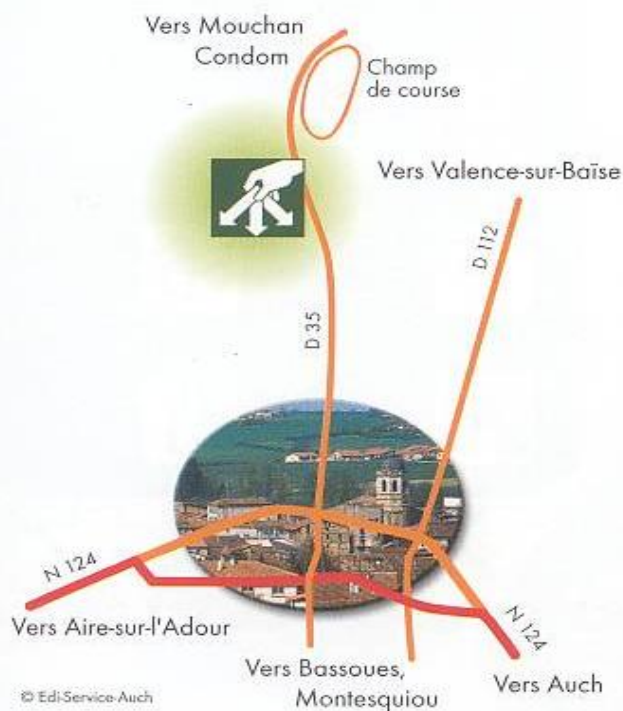 Vers Mouchan
Condom
Champ
de course
Vers Valence-sur-Baïse
D 112
D 35
N 124
Vers Aire-sur-l'Adour
N 124
Vers Bassoues,
Montesquiou
Vers Auch
© Edi-Service-Auch